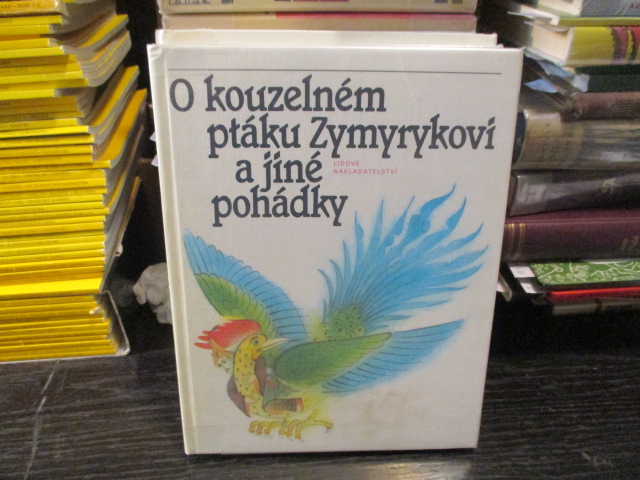 O kouzelném
ptáku Zymyrykovi
a jiné
pohádky
LIDOVÉ
NAKLADATELSTVÍ